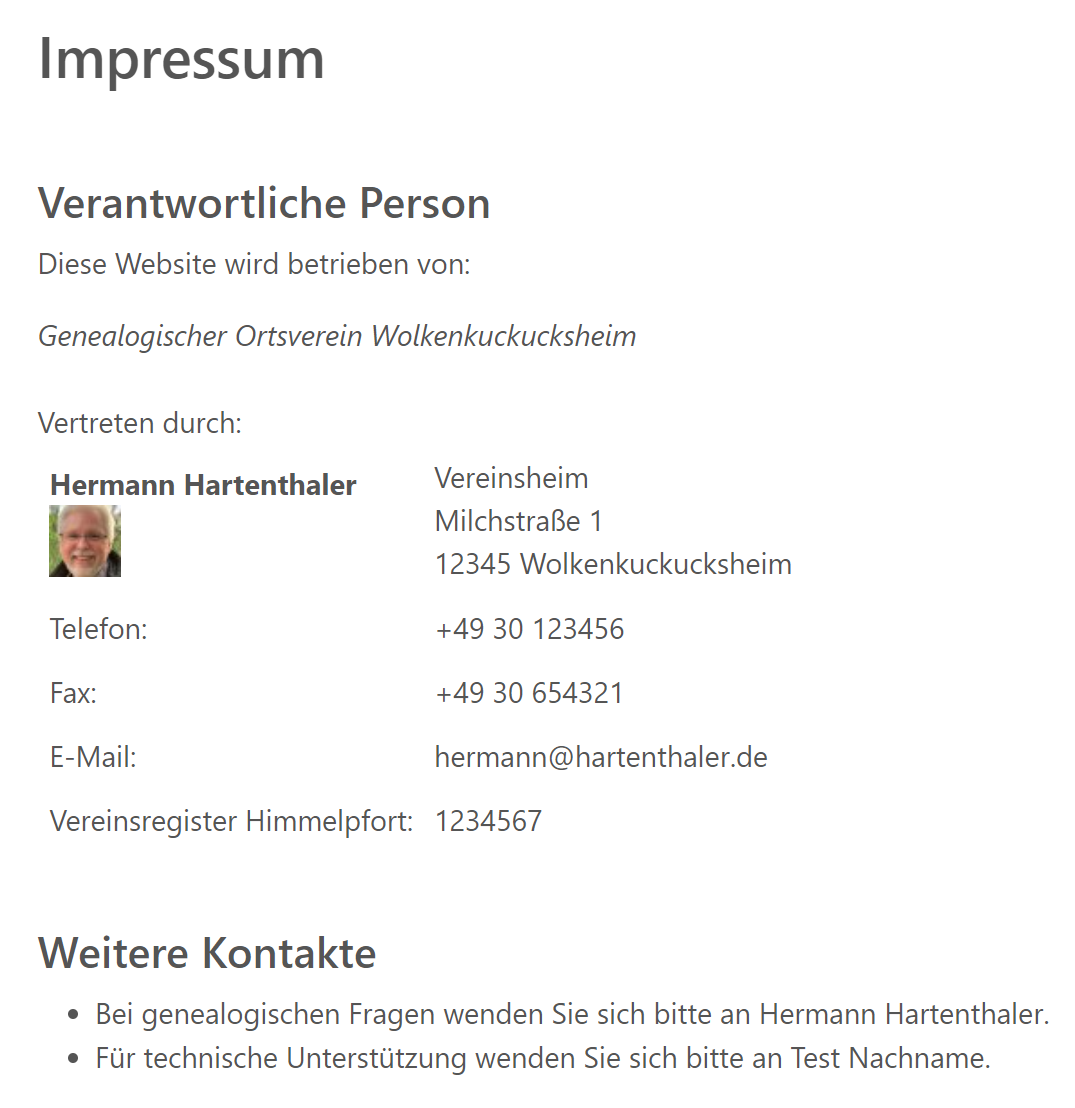 Impressum
Verantwortliche Person
Diese Website wird betrieben von:
Genealogischer Ortsverein Wolkenkuckucksheim
Vertreten durch:
Hermann Hartenthaler
Vereinsheim
Milchstraße 1
12345 Wolkenkuckucksheim
Telefon: +49 30 123456
Fax: +49 30 654321
E-Mail: hermann@hartenthaler.de
Vereinsregister Himmelpfort: 1234567
Weitere Kontakte
• Bei genealogischen Fragen wenden Sie sich bitte an Hermann Hartenthaler.
• Für technische Unterstützung wenden Sie sich bitte an Test Nachname.